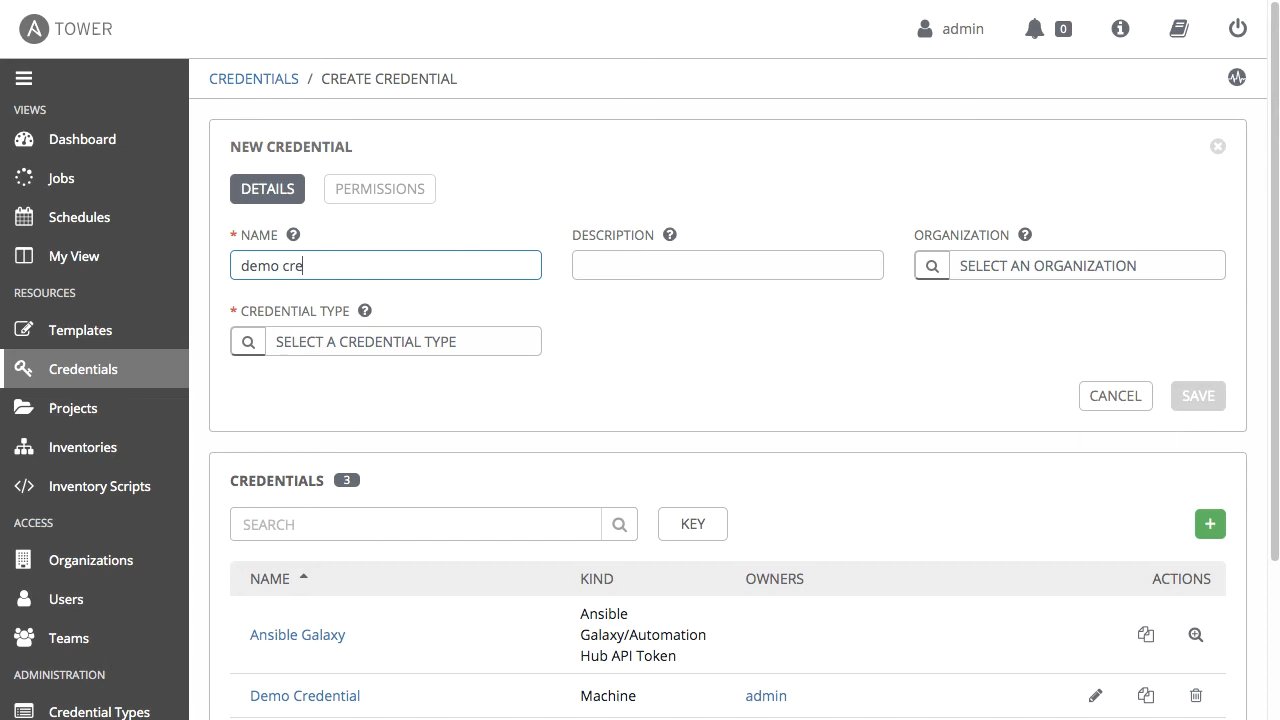 TOWER
admin
0
VIEWS
Dashboard
Jobs
Schedules
My View
RESOURCES
Templates
Credentials
Projects
Inventories
Inventory Scripts
ACCESS
Organizations
Users
Teams
ADMINISTRATION
Credential Types
CREDENTIALS / CREATE CREDENTIAL
NEW CREDENTIAL
DETAILS PERMISSIONS
* NAME DESCRIPTION ORGANIZATION
demo cre SELECT AN ORGANIZATION
* CREDENTIAL TYPE
SELECT A CREDENTIAL TYPE
CANCEL SAVE
CREDENTIALS 3
SEARCH KEY
NAME KIND OWNERS ACTIONS
Ansible Galaxy Ansible
Galaxy/Automation
Hub API Token
Demo Credential Machine admin